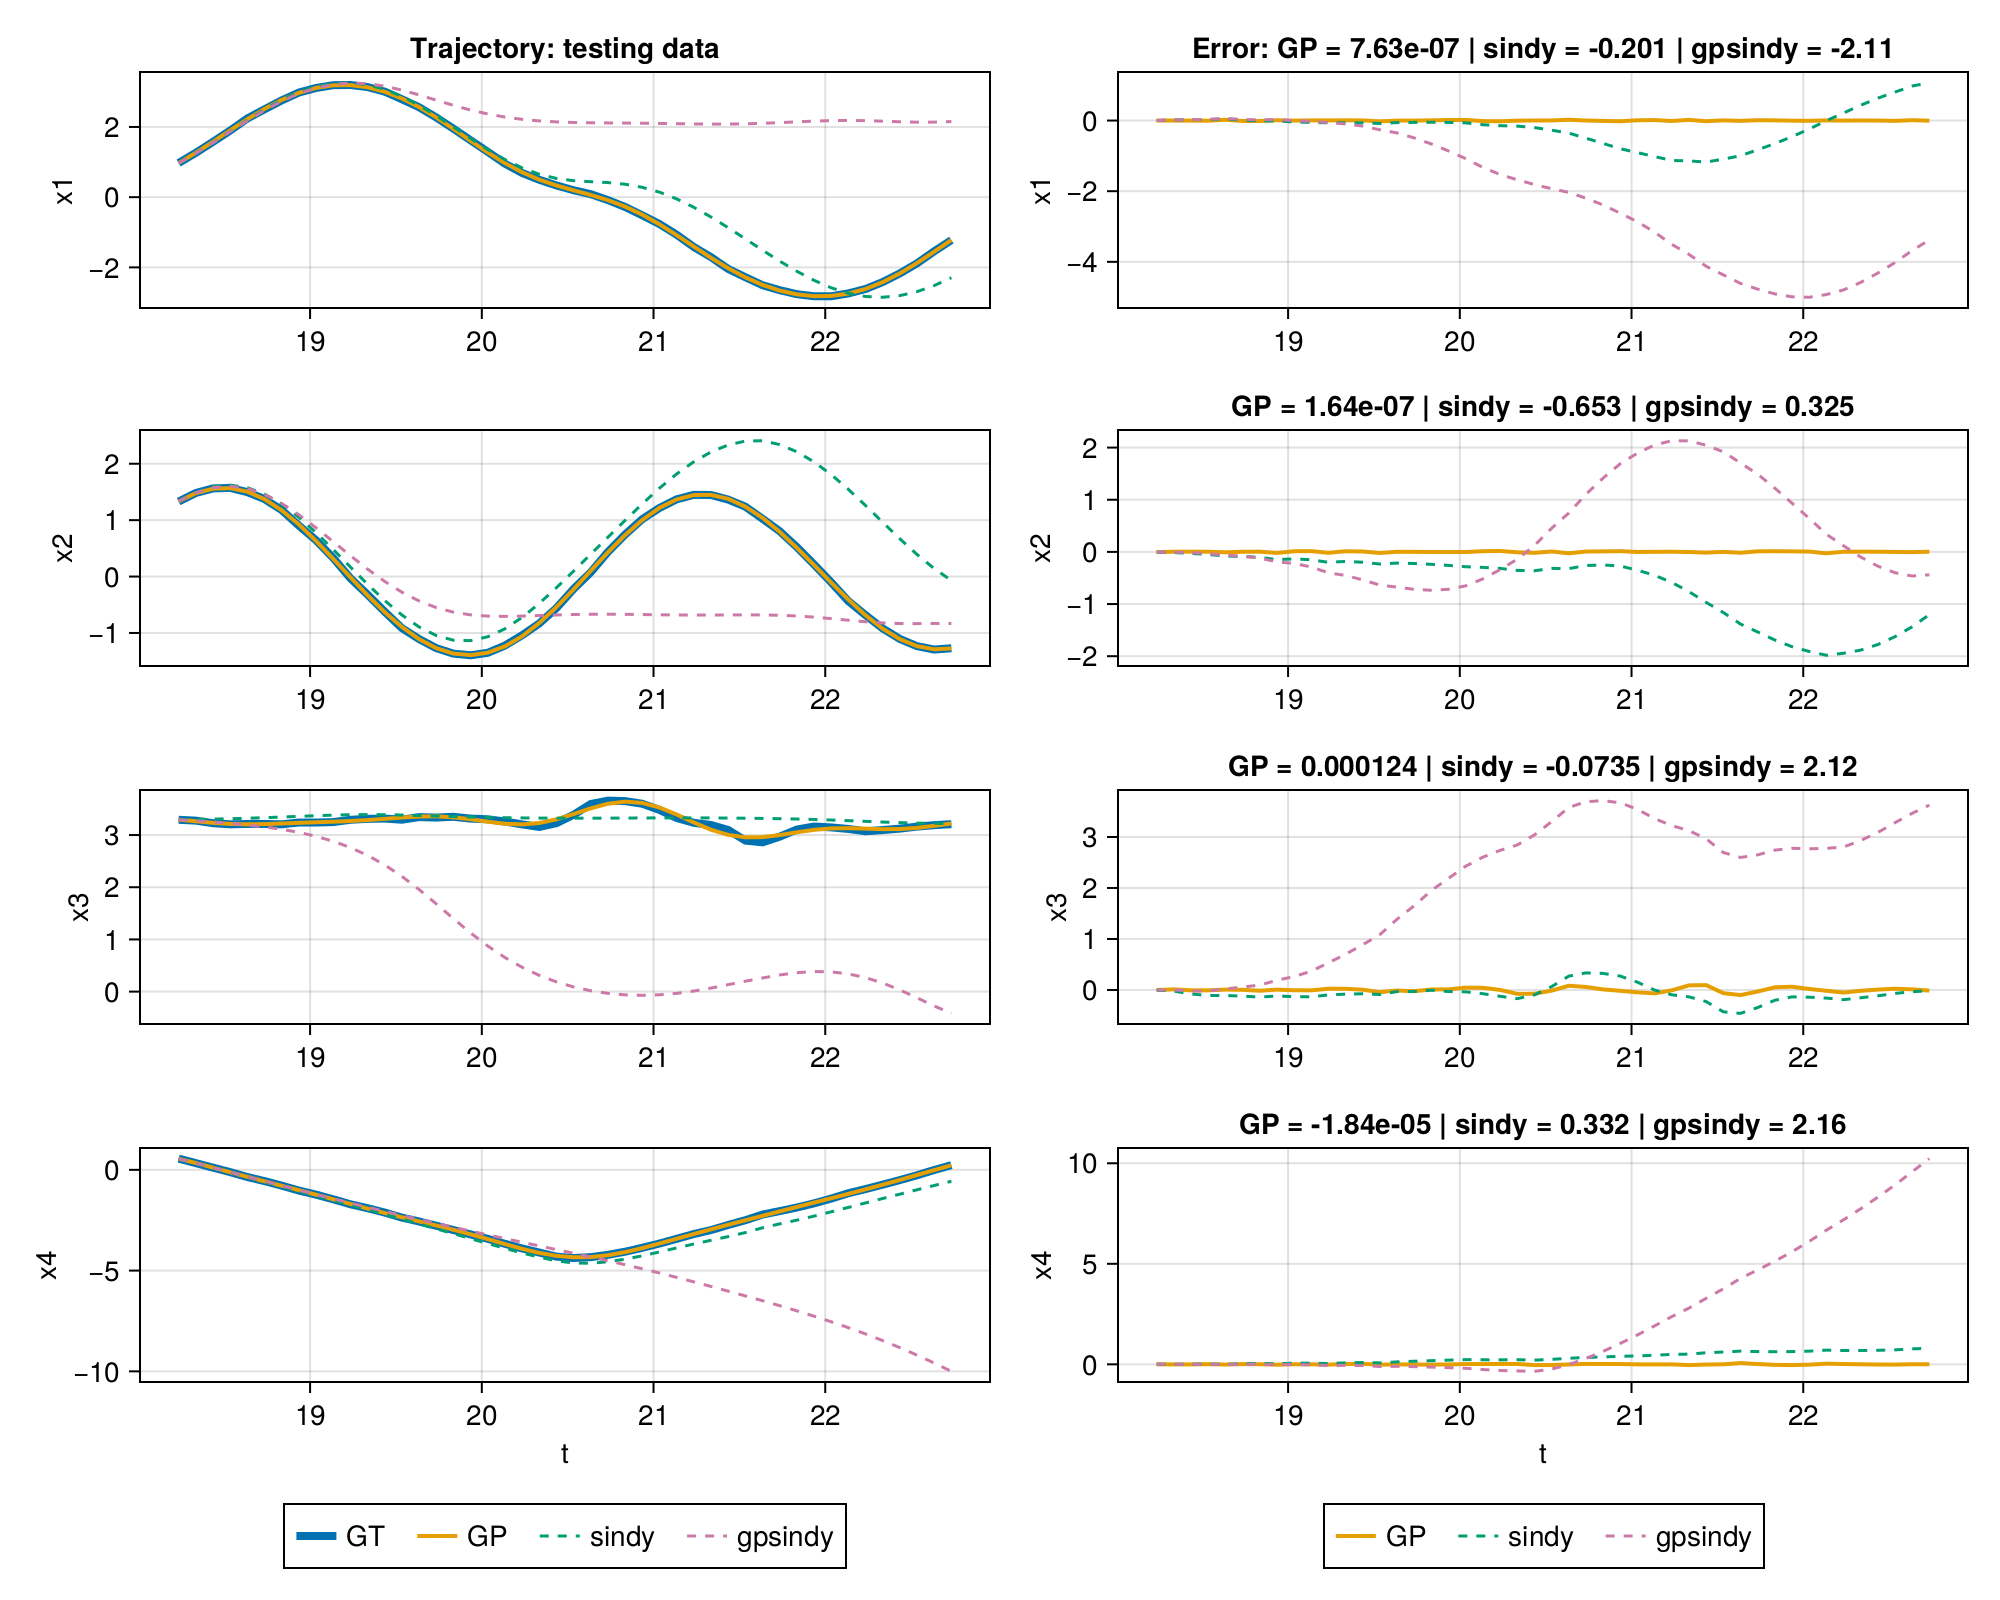 Trajectory: testing data
x1
2
0
−2
19 20 21 22
Error: GP = 7.63e-07 | sindy = -0.201 | gpsindy = -2.11
x1
0
−2
−4
19 20 21 22
x2
2
1
0
−1
19 20 21 22
GP = 1.64e-07 | sindy = -0.653 | gpsindy = 0.325
x2
2
1
0
−1
−2
19 20 21 22
x3
3
2
1
0
19 20 21 22
GP = 0.000124 | sindy = -0.0735 | gpsindy = 2.12
x3
3
2
1
0
19 20 21 22
x4
0
−5
−10
19 20 21 22
t
GP = -1.84e-05 | sindy = 0.332 | gpsindy = 2.16
x4
10
5
0
19 20 21 22
t
GT GP sindy gpsindy
GP sindy gpsindy